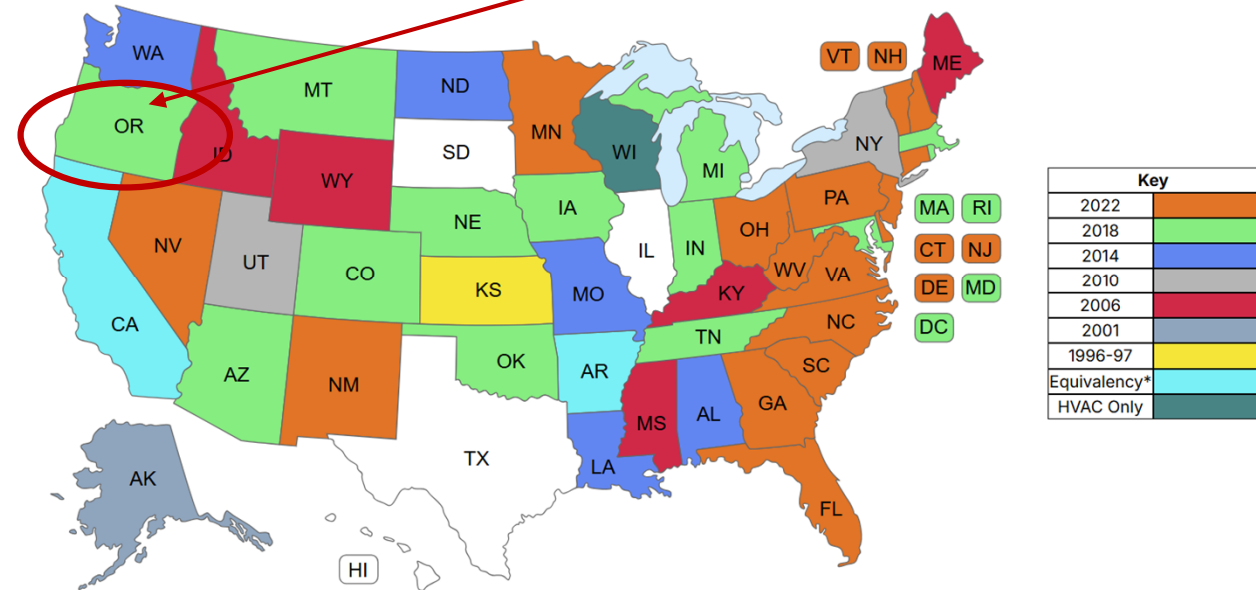 WA
MT
ND
MN
VT
NH
ME
OR
ID
SD
WI
NY
WY
MI
NE
IA
PA
NV
UT
CO
IL
IN
OH
MA
RI
KS
MO
WV
VA
CT
NJ
KY
DE
MD
CA
AZ
NM
OK
AR
TN
NC
DC
SC
TX
MS
AL
GA
LA
AK
FL
HI
Key
2022
2018
2014
2010
2006
2001
1996-97
Equivalency*
HVAC Only